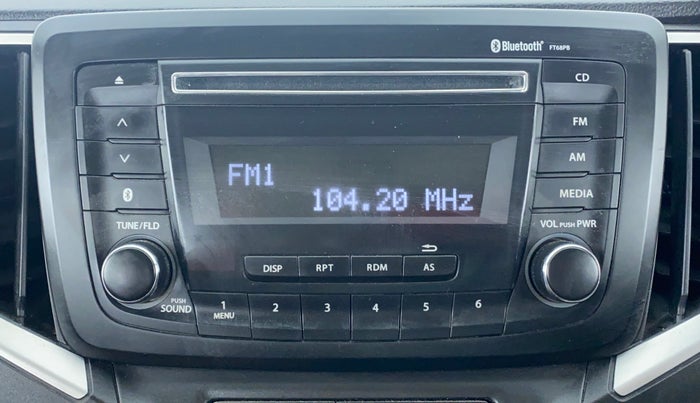 Bluetooth® FT68PB
CD
FM
FM1
104.20 MHz
AM
MEDIA
TUNE/FLD
VOL PUSH PWR
DISP RPT RDM AS
PUSH
SOUND
1 2 3 4 5 6
MENU